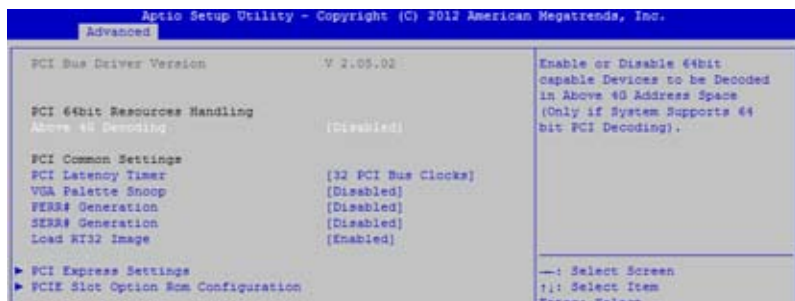 Aptio Setup Utility - Copyright (C) 2012 American Megatrends, Inc.
Advanced
PCI Bus Driver Version V 2.05.02
PCI 64bit Resources Handling
Above 4G Decoding [Disabled]
PCI Common Settings
PCI Latency Timer [32 PCI Bus Clocks]
VGA Palette Snoop [Disabled]
PERR# Generation [Disabled]
SERR# Generation [Disabled]
Load RT32 Image [Enabled]
▶ PCI Express Settings
▶ PCIE Slot Option Rom Configuration
Enable or Disable 64bit
capable Devices to be Decoded
in Above 4G Address Space
(Only if System Supports 64
bit PCI Decoding).
→←: Select Screen
↑↓: Select Item
Enter: Select